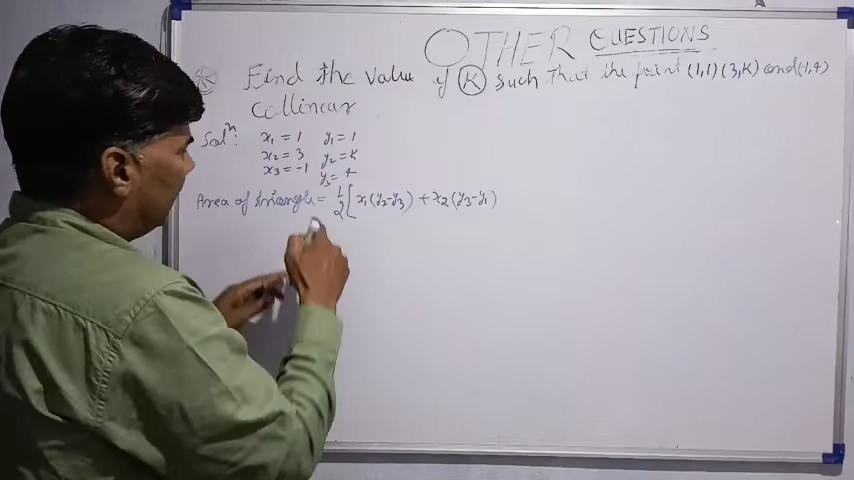 OTHER QUESTIONS
Find the value of K such that the point (1,1) (3,K) and (-1,4)
collinear
Solⁿ: x₁ = 1 y₁ = 1
x₂ = 3 y₂ = K
x₃ = -1 y₃ = 4
Area of triangle = 1/2 [x₁(y₂-y₃) + x₂(y₃-y₁)